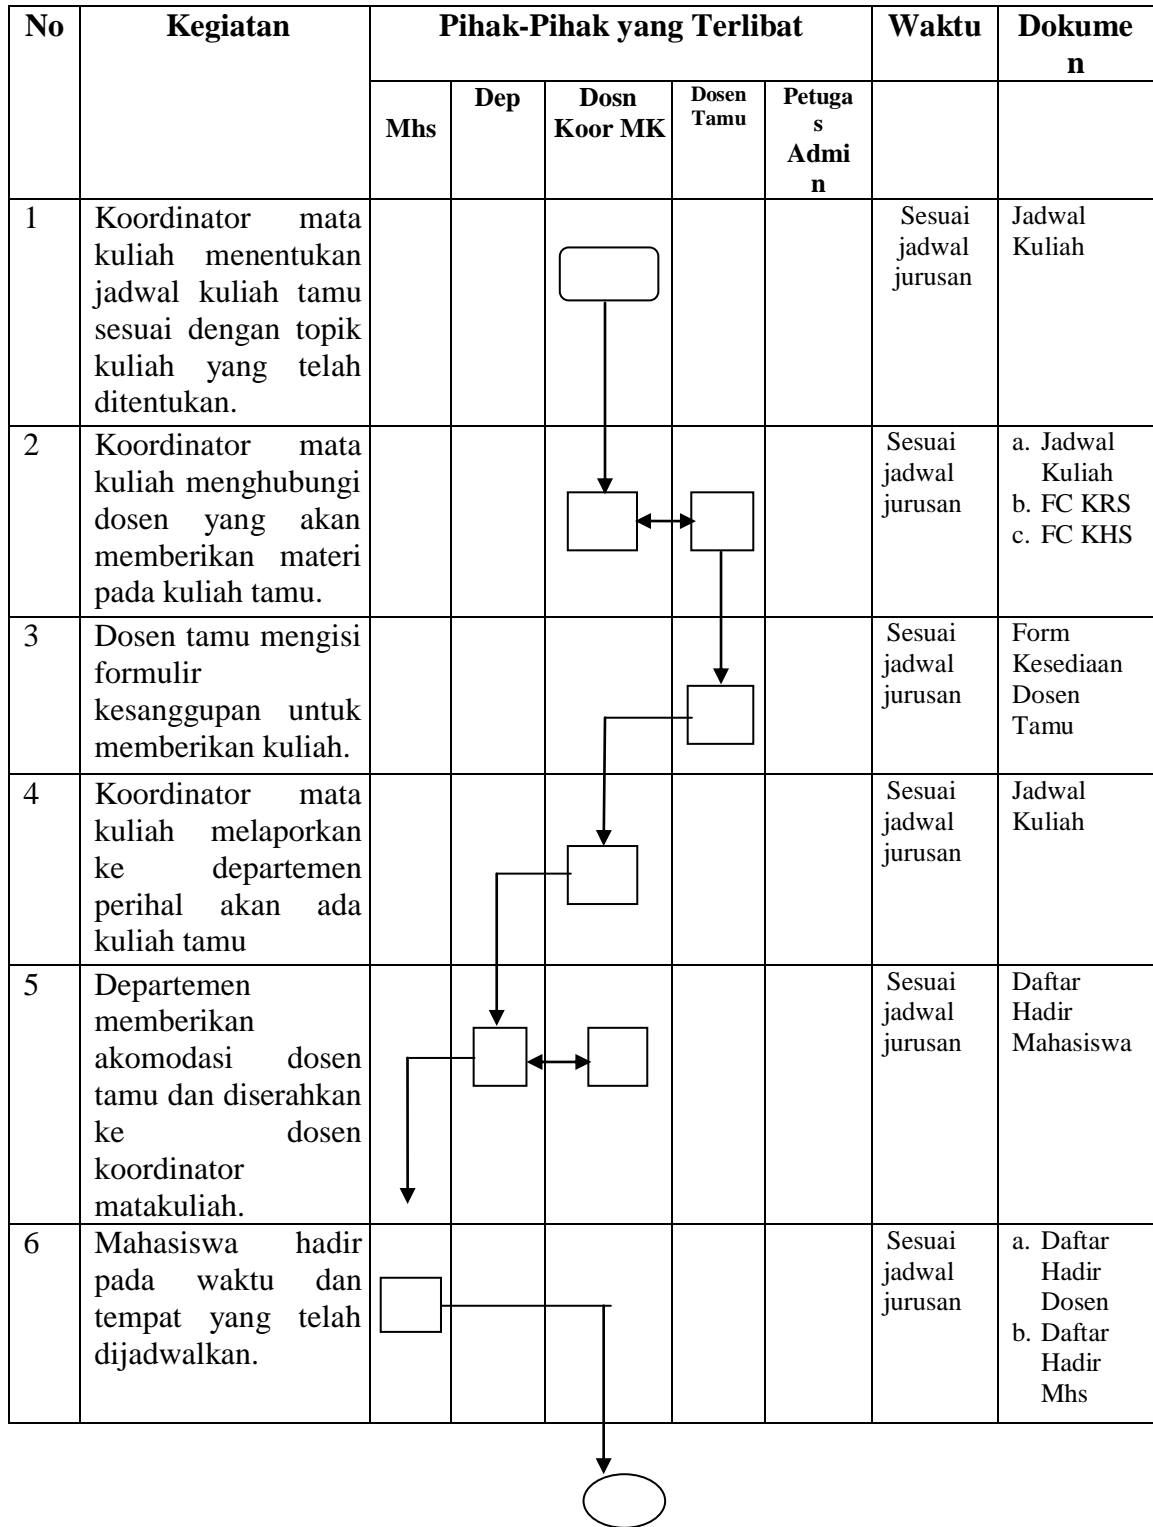 No Kegiatan Pihak-Pihak yang Terlibat Waktu Dokume
n
Mhs Dep Dosn Koor MK Dosen Tamu Petuga
s
Admi
n
1 Koordinator mata
kuliah menentukan
jadwal kuliah tamu
sesuai dengan topik
kuliah yang telah
ditentukan.
Sesuai
jadwal
jurusan
Jadwal
Kuliah
2 Koordinator mata
kuliah menghubungi
dosen yang akan
memberikan materi
pada kuliah tamu.
Sesuai
jadwal
jurusan
a. Jadwal
Kuliah
b. FC KRS
c. FC KHS
3 Dosen tamu mengisi
formulir
kesanggupan untuk
memberikan kuliah.
Sesuai
jadwal
jurusan
Form
Kesediaan
Dosen
Tamu
4 Koordinator mata
kuliah melaporkan
ke departemen
perihal akan ada
kuliah tamu
Sesuai
jadwal
jurusan
Jadwal
Kuliah
5 Departemen
memberikan
akomodasi dosen
tamu dan diserahkan
ke dosen
koordinator
matakuliah.
Sesuai
jadwal
jurusan
Daftar
Hadir
Mahasiswa
6 Mahasiswa hadir
pada waktu dan
tempat yang telah
dijadwalkan.
Sesuai
jadwal
jurusan
a. Daftar
Hadir
Dosen
b. Daftar
Hadir
Mhs